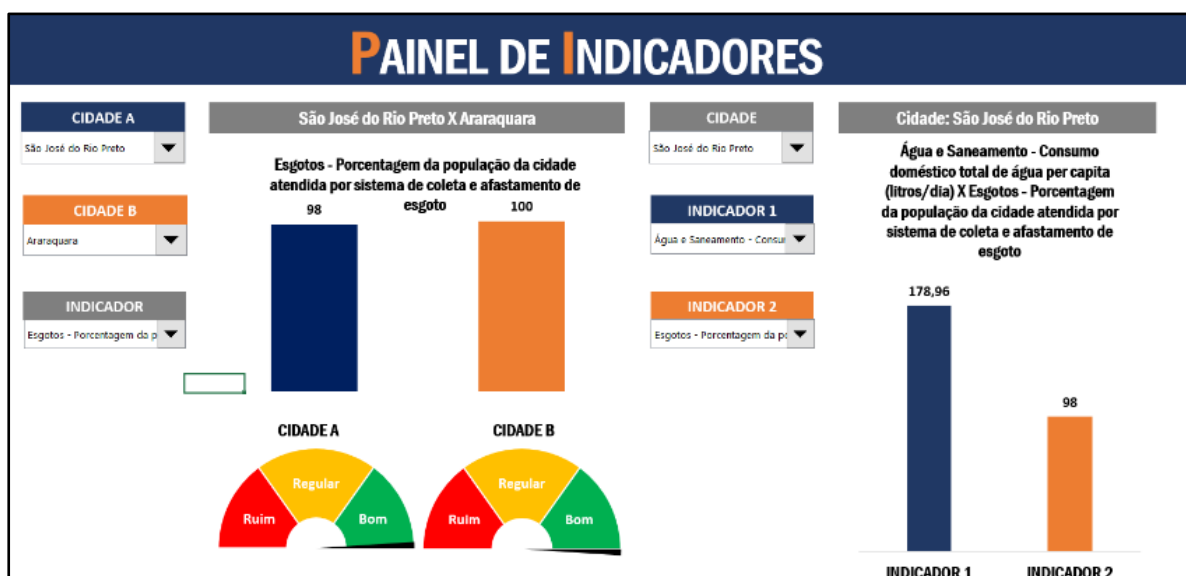 PAINEL DE INDICADORES
CIDADE A
São José do Rio Preto
CIDADE B
Araraquara
INDICADOR
Esgotos - Porcentagem da p
São José do Rio Preto X Araraquara
Esgotos - Porcentagem da população da cidade
atendida por sistema de coleta e afastamento de
esgoto
98
100
CIDADE A
CIDADE B
Ruim
Regular
Bom
Ruim
Regular
Bom
CIDADE
São José do Rio Preto
INDICADOR 1
Água e Saneamento - Consu
INDICADOR 2
Esgotos - Porcentagem da po
Cidade: São José do Rio Preto
Água e Saneamento - Consumo
doméstico total de água per capita
(litros/dia) X Esgotos - Porcentagem
da população da cidade atendida por
sistema de coleta e afastamento de
esgoto
178,96
98
INDICADOR 1
INDICADOR 2